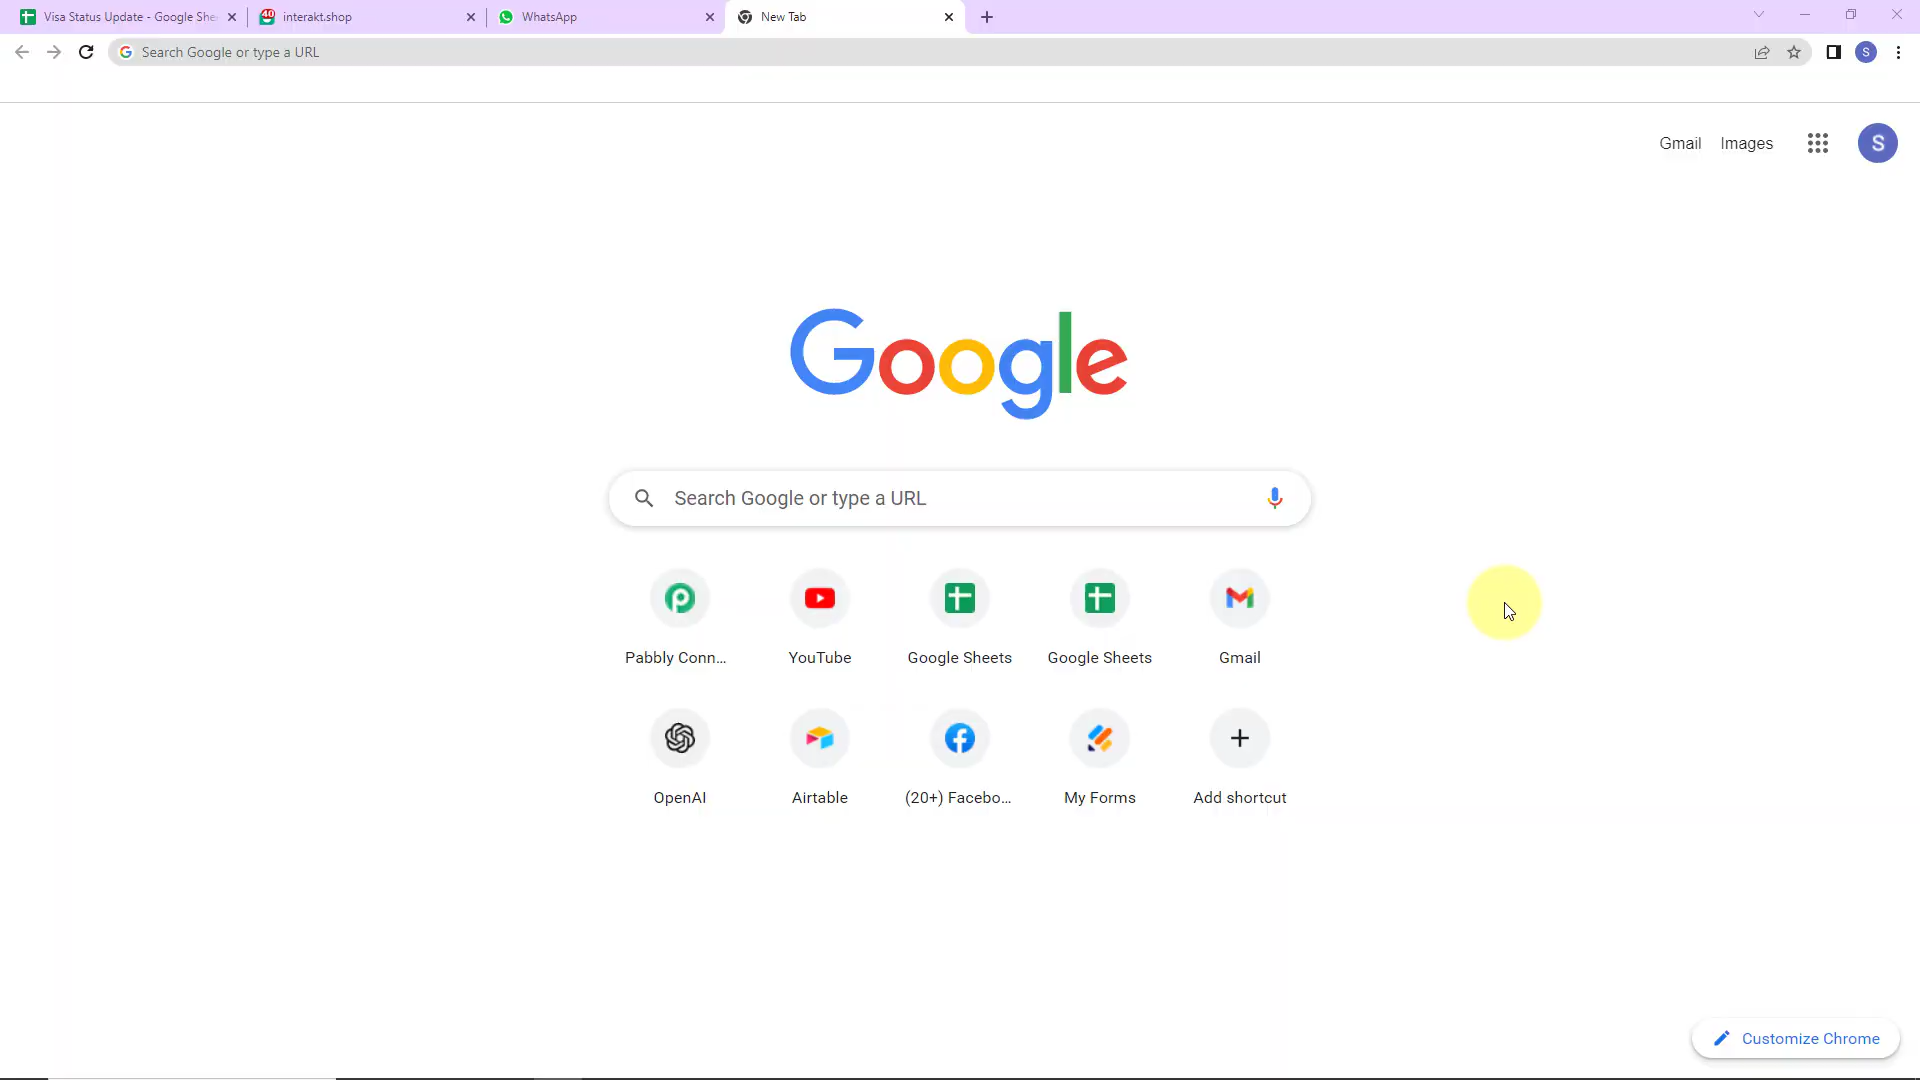 Visa Status Update - Google She
interakt.shop
WhatsApp
New Tab
Search Google or type a URL
S
Gmail
Images
S
Google
Search Google or type a URL
Pabbly Conn...
YouTube
Google Sheets
Google Sheets
Gmail
OpenAI
Airtable
(20+) Facebo...
My Forms
Add shortcut
Customize Chrome